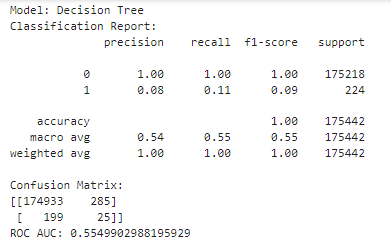 Model: Decision Tree
Classification Report:
precision recall f1-score support
0 1.00 1.00 1.00 175218
1 0.08 0.11 0.09 224
accuracy 1.00 175442
macro avg 0.54 0.55 0.55 175442
weighted avg 1.00 1.00 1.00 175442
Confusion Matrix:
[[174933 285]
[ 199 25]]
ROC AUC: 0.5549902988195929